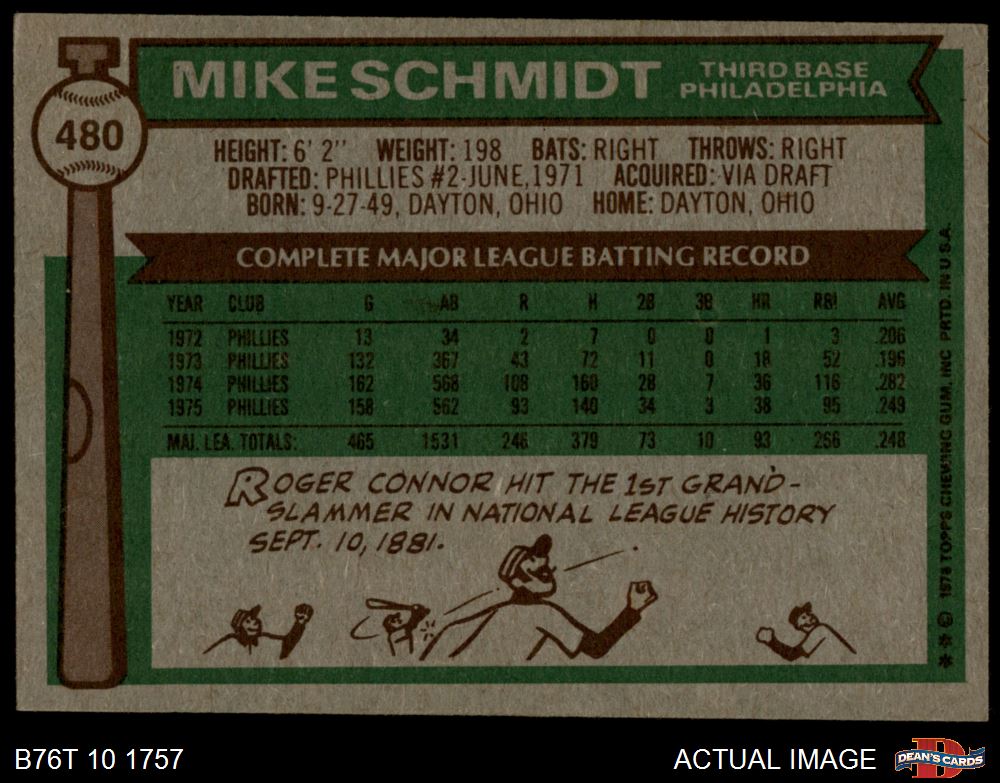 MIKE SCHMIDT
THIRD BASE
PHILADELPHIA
480
HEIGHT: 6' 2" WEIGHT: 198 BATS: RIGHT THROWS: RIGHT
DRAFTED: PHILLIES #2-JUNE, 1971 ACQUIRED: VIA DRAFT
BORN: 9-27-49, DAYTON, OHIO HOME: DAYTON, OHIO
COMPLETE MAJOR LEAGUE BATTING RECORD
YEAR CLUB G AB R H 2B 3B HR RBI AVG
1972 PHILLIES 13 34 2 7 0 0 1 3 .206
1973 PHILLIES 132 367 43 72 11 0 18 52 .196
1974 PHILLIES 162 568 108 160 28 7 36 116 .282
1975 PHILLIES 158 562 93 140 34 3 38 95 .249
MAJ. LEA. TOTALS: 465 1531 246 379 73 10 93 266 .248
ROGER CONNOR HIT THE 1ST GRAND-
SLAMMER IN NATIONAL LEAGUE HISTORY
SEPT. 10, 1881.
** © 1976 TOPPS CHEWING GUM, INC PRTD. IN U.S.A.
B76T 10 1757
ACTUAL IMAGE
D
DEAN'S CARDS